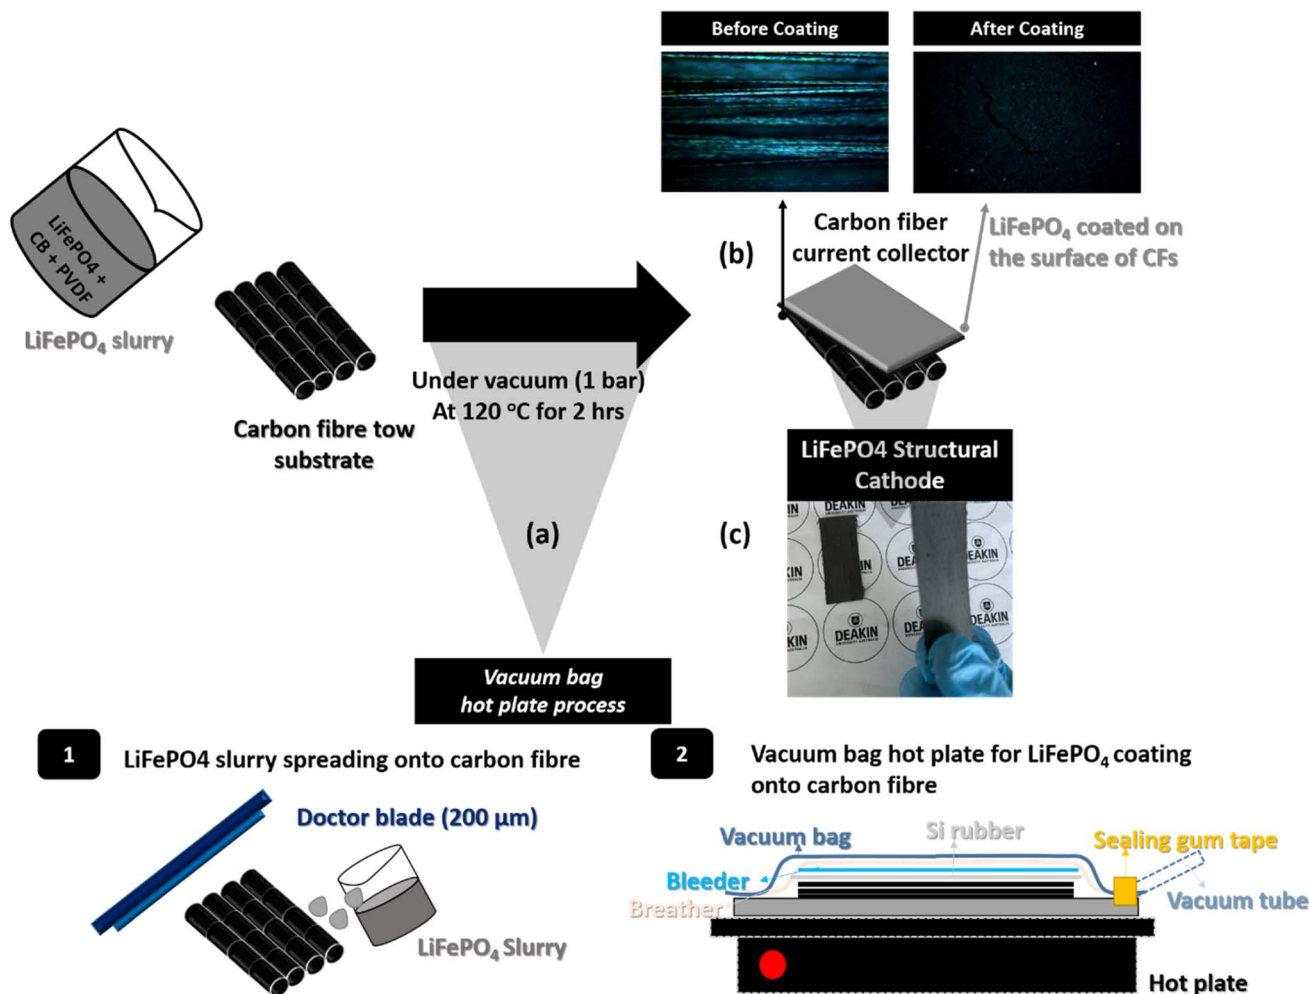 Before Coating
After Coating
LiFePO4 +
CB + PVDF
LiFePO₄ slurry
Carbon fibre tow
substrate
Under vacuum (1 bar)
At 120 °C for 2 hrs
(a)
Vacuum bag
hot plate process
(b)
Carbon fiber
current collector
LiFePO₄ coated on
the surface of CFs
LiFePO4 Structural
Cathode
(c)
DEAKIN
UNIVERSITY AUSTRALIA
DEAKIN
DEAKIN
UNIVERSITY AUSTRALIA
1
LiFePO4 slurry spreading onto carbon fibre
Doctor blade (200 µm)
LiFePO₄ Slurry
2
Vacuum bag hot plate for LiFePO₄ coating
onto carbon fibre
Vacuum bag
Si rubber
Sealing gum tape
Bleeder
Breather
Vacuum tube
Hot plate